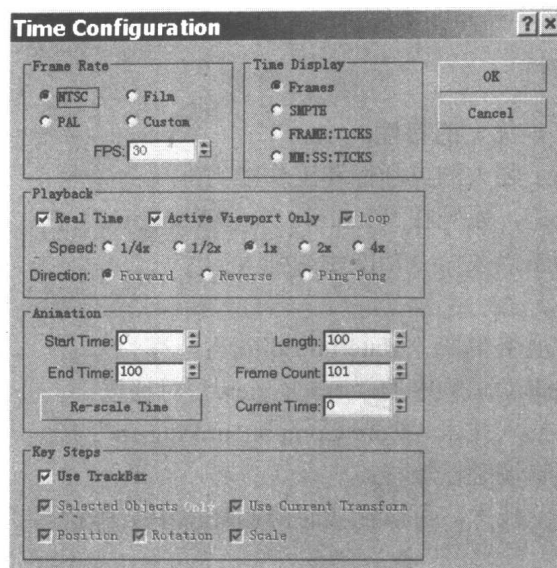 Time Configuration
Frame Rate
NTSC Film
PAL Custom
FPS: 30
Time Display
Frames
SMPTE
FRAME:TICKS
MM:SS:TICKS
OK
Cancel
Playback
Real Time Active Viewport Only Loop
Speed: 1/4x 1/2x 1x 2x 4x
Direction: Forward Reverse Ping-Pong
Animation
Start Time: 0 Length: 100
End Time: 100 Frame Count: 101
Re-scale Time Current Time: 0
Key Steps
Use TrackBar
Selected Objects Only Use Current Transform
Position Rotation Scale